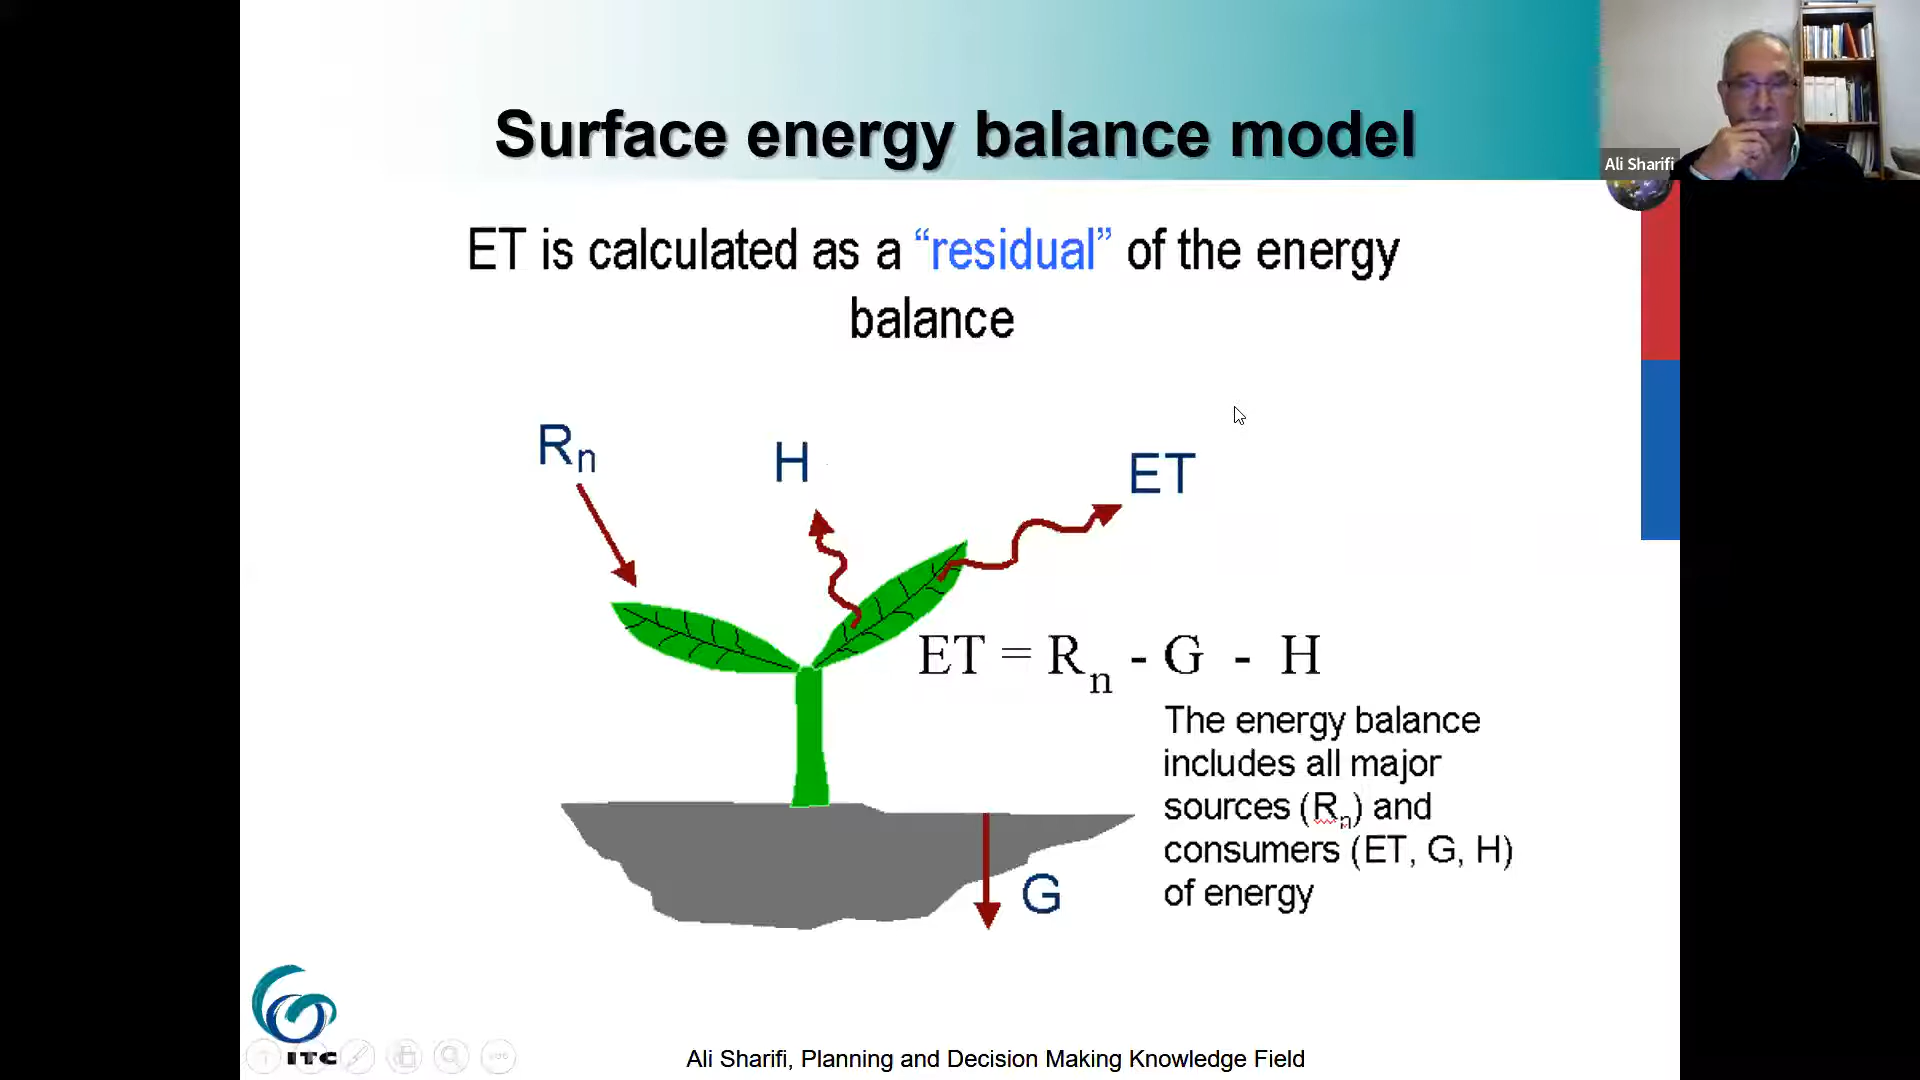 Surface energy balance model
Ali Sharifi
ET is calculated as a “residual” of the energy
balance
Rn
H
ET
ET = Rn - G - H
The energy balance
includes all major
sources (Rn) and
consumers (ET, G, H)
of energy
G
ITC
Ali Sharifi, Planning and Decision Making Knowledge Field